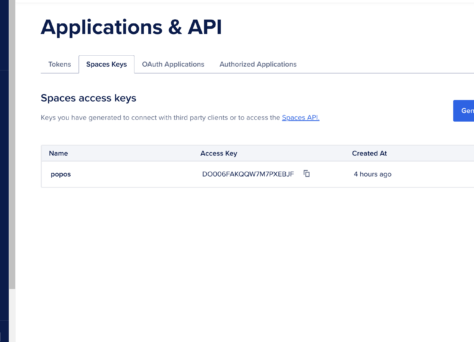 Applications & API
Tokens Spaces Keys OAuth Applications Authorized Applications
Spaces access keys
Keys you have generated to connect with third party clients or to access the Spaces API.
Name Access Key Created At
popos DO006FAKQQW7M7PXEBJF 4 hours ago